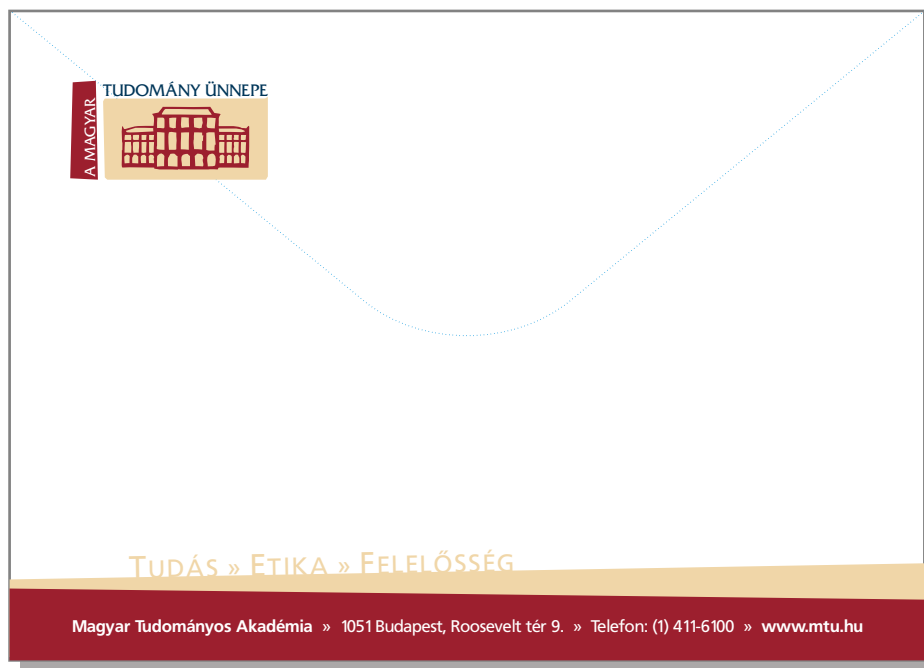 A MAGYAR
TUDOMÁNY ÜNNEPE
TUDÁS » ETIKA » FELELŐSSÉG
Magyar Tudományos Akadémia » 1051 Budapest, Roosevelt tér 9. » Telefon: (1) 411-6100 » www.mtu.hu